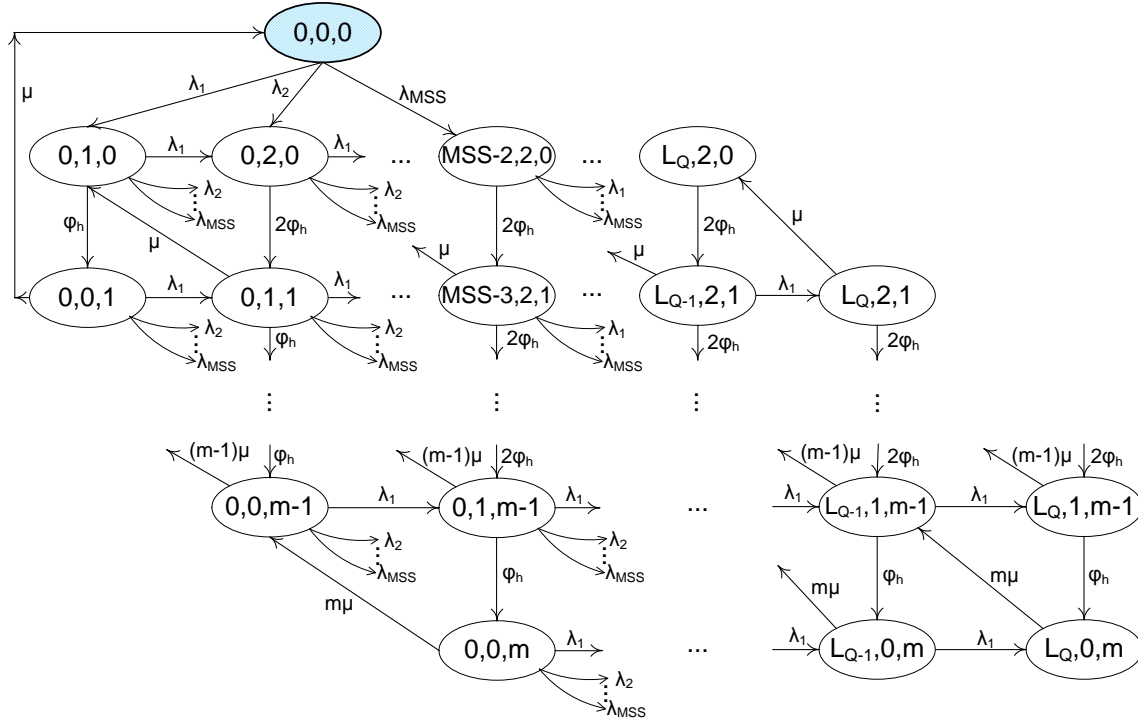 0,0,0
μ
λ1 λ2 λMSS
0,1,0 λ1 0,2,0 λ1 ... MSS-2,2,0 ... LQ,2,0
λ2 λ2 λ1
λMSS λMSS λMSS
φh μ 2φh 2φh 2φh μ
μ μ
0,0,1 λ1 0,1,1 λ1 ... MSS-3,2,1 ... LQ-1,2,1 λ1 LQ,2,1
λ2 λ2 λ1
λMSS λMSS λMSS
φh 2φh 2φh 2φh
... ... ...
(m-1)μ φh (m-1)μ 2φh (m-1)μ 2φh (m-1)μ 2φh
0,0,m-1 λ1 0,1,m-1 λ1 ... λ1 LQ-1,1,m-1 λ1 LQ,1,m-1
λ2 λ2
λMSS λMSS
mμ φh mμ φh mμ φh
0,0,m λ1 ... λ1 LQ-1,0,m λ1 LQ,0,m
λ2
λMSS